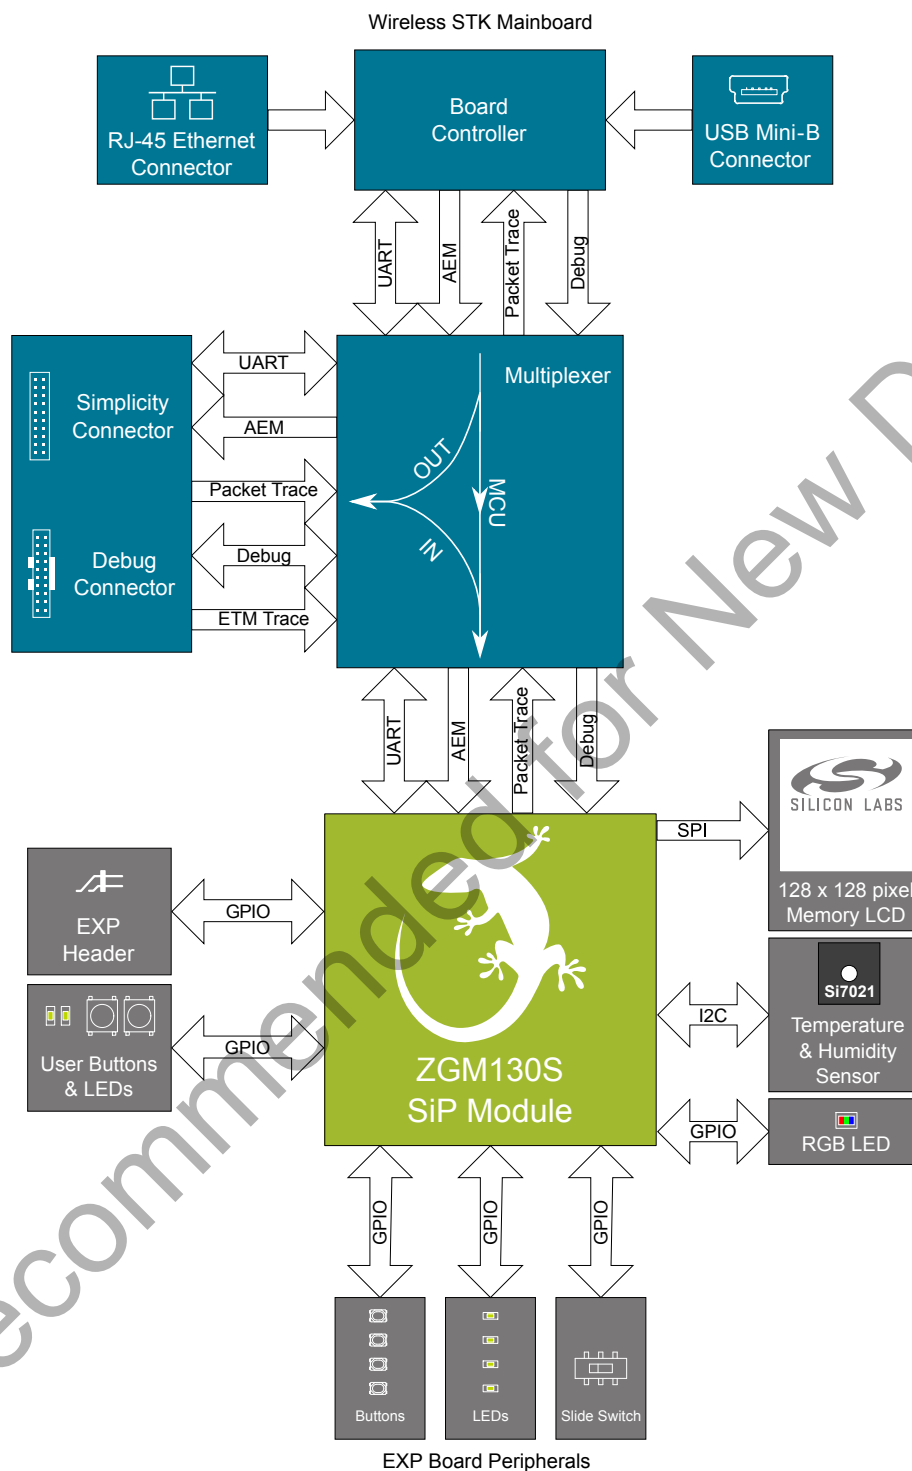 Wireless STK Mainboard
RJ-45 Ethernet
Connector
Board
Controller
USB Mini-B
Connector
UART
AEM
Packet Trace
Debug
Simplicity
Connector
Debug
Connector
UART
AEM
Packet Trace
Debug
ETM Trace
Multiplexer
OUT
IN
MCU
UART
AEM
Packet Trace
Debug
EXP
Header
GPIO
User Buttons
& LEDs
GPIO
ZGM130S
SiP Module
SPI
SILICON LABS
128 x 128 pixel
Memory LCD
I2C
Si7021
Temperature
& Humidity
Sensor
GPIO
RGB LED
GPIO
GPIO
GPIO
Buttons
LEDs
Slide Switch
EXP Board Peripherals
ecommended for New D